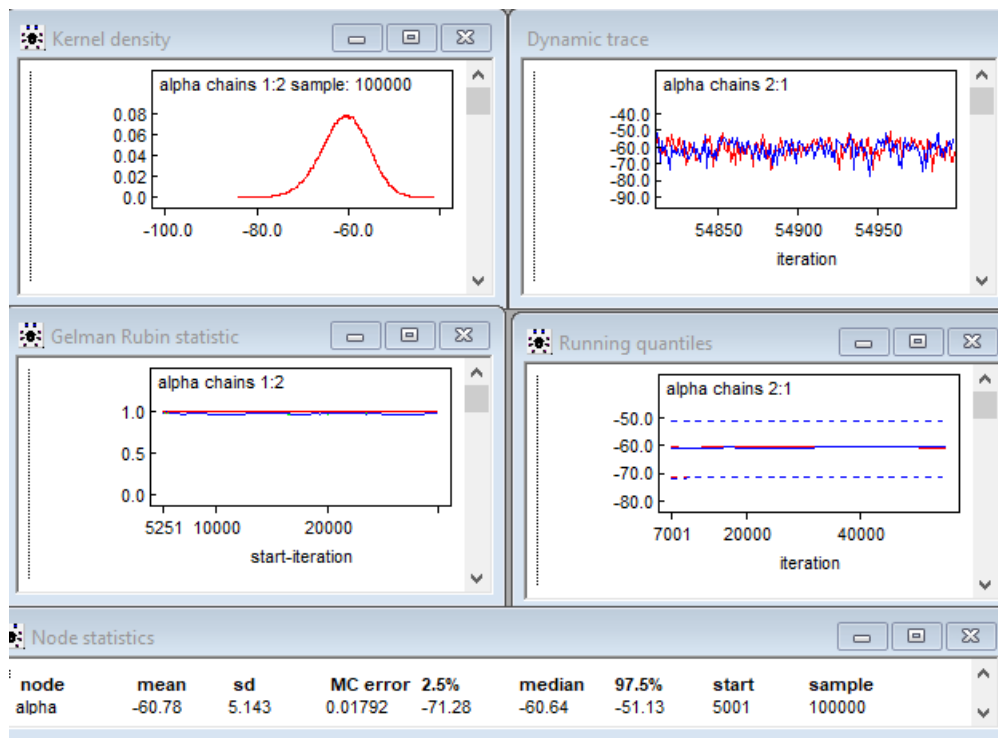 Kernel density
alpha chains 1:2 sample: 100000
0.08
0.06
0.04
0.02
0.0
-100.0 -80.0 -60.0
Dynamic trace
alpha chains 2:1
-40.0
-50.0
-60.0
-70.0
-80.0
-90.0
54850 54900 54950
iteration
Gelman Rubin statistic
alpha chains 1:2
1.0
0.5
0.0
5251 10000 20000
start-iteration
Running quantiles
alpha chains 2:1
-50.0
-60.0
-70.0
-80.0
7001 20000 40000
iteration
Node statistics
node mean sd MC error 2.5% median 97.5% start sample
alpha -60.78 5.143 0.01792 -71.28 -60.64 -51.13 5001 100000